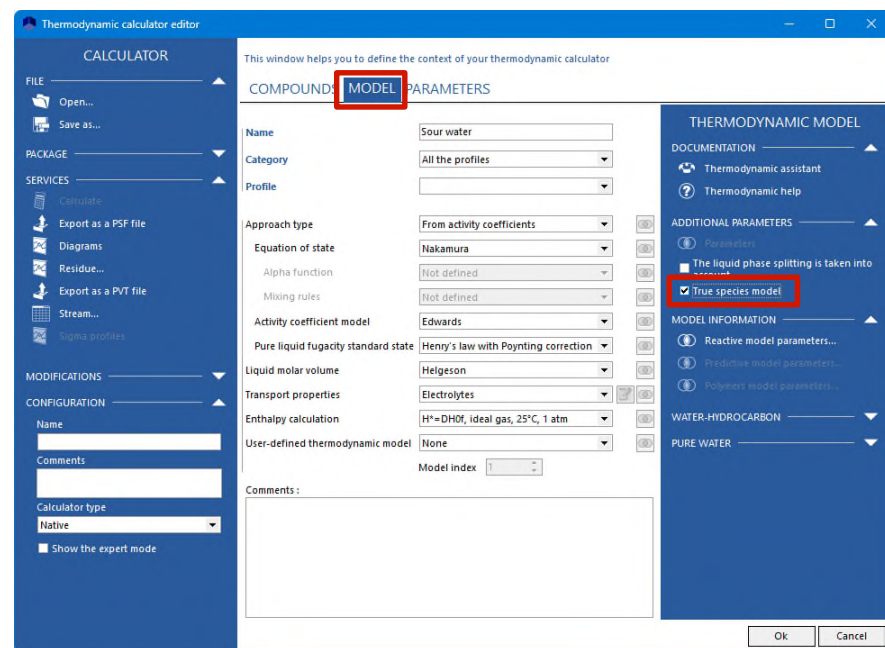 Thermodynamic calculator editor
CALCULATOR
FILE
Open...
Save as...
PACKAGE
SERVICES
Calculate
Export as a PSF file
Diagrams
Residue...
Export as a PVT file
Stream...
Sigma profiles
MODIFICATIONS
CONFIGURATION
Name
Comments
Calculator type
Native
Show the expert mode
This window helps you to define the context of your thermodynamic calculator
COMPOUNDS MODEL PARAMETERS
Name Sour water
Category All the profiles
Profile
Approach type From activity coefficients
Equation of state Nakamura
Alpha function Not defined
Mixing rules Not defined
Activity coefficient model Edwards
Pure liquid fugacity standard state Henry's law with Poynting correction
Liquid molar volume Helgeson
Transport properties Electrolytes
Enthalpy calculation H*=DH0f, ideal gas, 25°C, 1 atm
User-defined thermodynamic model None
Model index 1
Comments :
THERMODYNAMIC MODEL
DOCUMENTATION
Thermodynamic assistant
Thermodynamic help
ADDITIONAL PARAMETERS
Parameters
The liquid phase splitting is taken into
account
True species model
MODEL INFORMATION
Reactive model parameters...
Predictive model parameters...
Polymers model parameters...
WATER-HYDROCARBON
PURE WATER
Ok Cancel